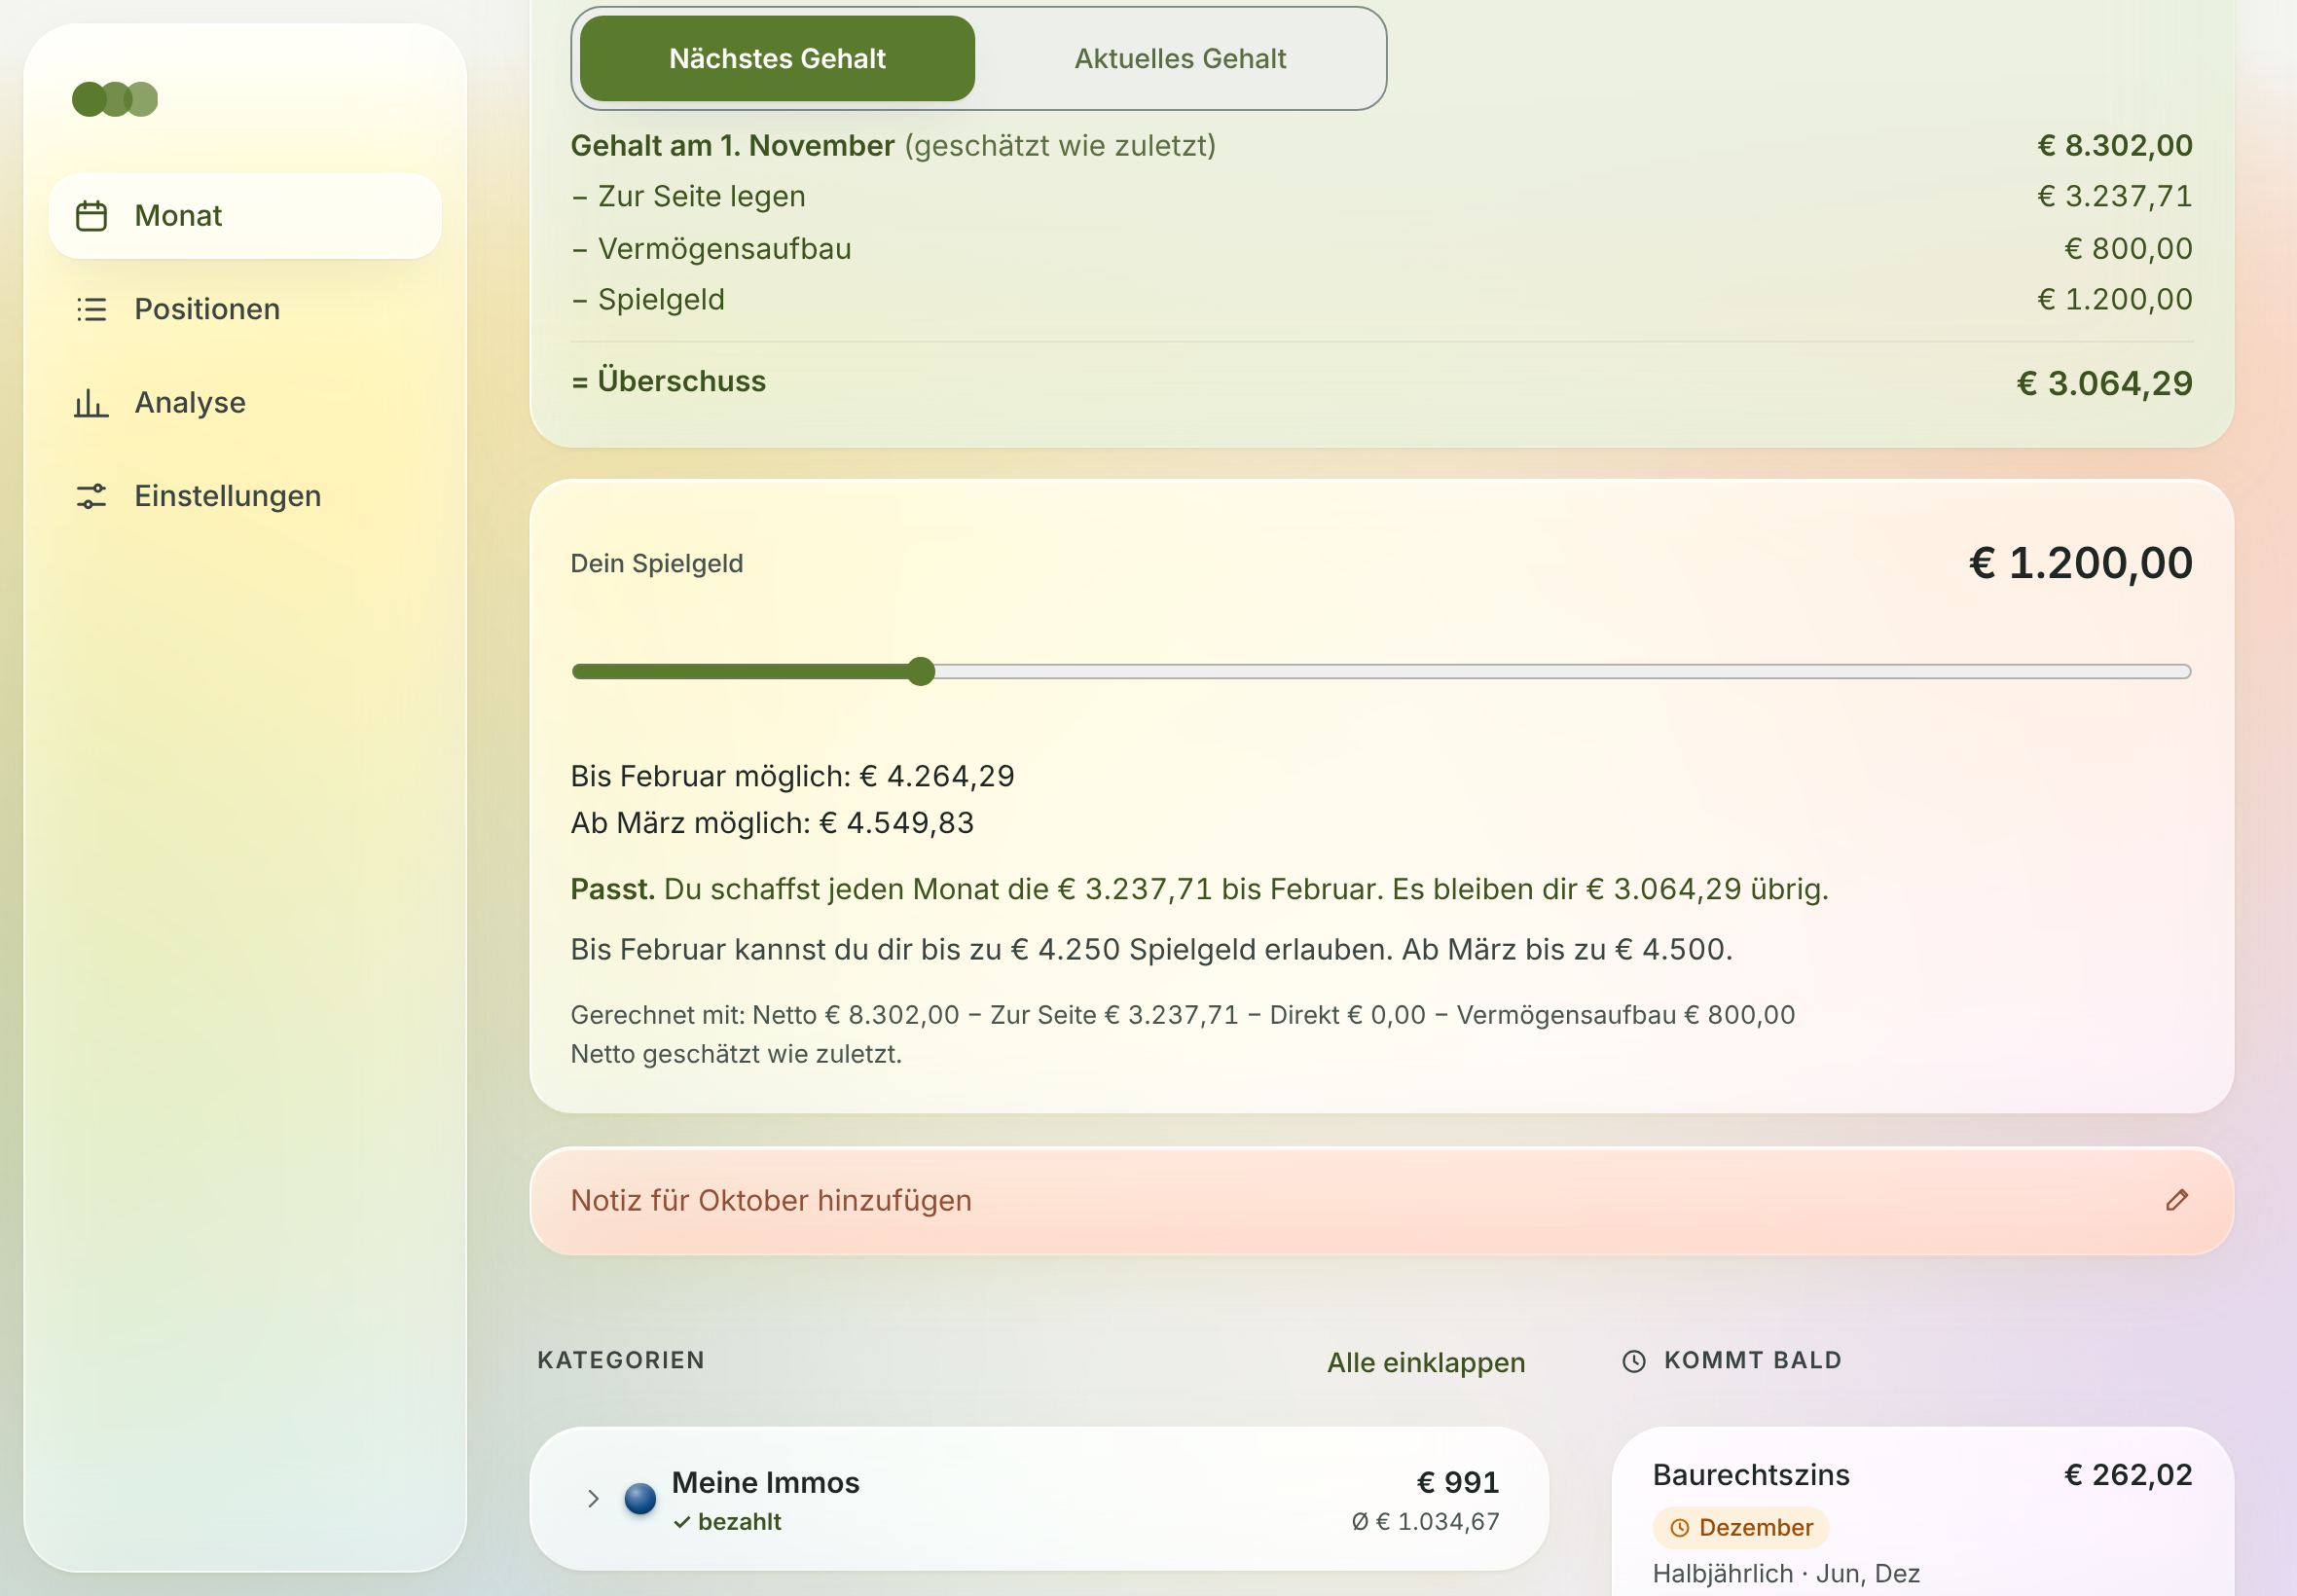 Nächstes Gehalt
Aktuelles Gehalt
Gehalt am 1. November (geschätzt wie zuletzt) € 8.302,00
– Zur Seite legen € 3.237,71
– Vermögensaufbau € 800,00
– Spielgeld € 1.200,00
= Überschuss € 3.064,29
Monat
Positionen
Analyse
Einstellungen
Dein Spielgeld € 1.200,00
Bis Februar möglich: € 4.264,29
Ab März möglich: € 4.549,83
Passt. Du schaffst jeden Monat die € 3.237,71 bis Februar. Es bleiben dir € 3.064,29 übrig.
Bis Februar kannst du dir bis zu € 4.250 Spielgeld erlauben. Ab März bis zu € 4.500.
Gerechnet mit: Netto € 8.302,00 – Zur Seite € 3.237,71 – Direkt € 0,00 – Vermögensaufbau € 800,00
Netto geschätzt wie zuletzt.
Notiz für Oktober hinzufügen
KATEGORIEN
Alle einklappen
Meine Immos € 991
✓ bezahlt Ø € 1.034,67
KOMMT BALD
Baurechtszins € 262,02
Dezember
Halbjährlich · Jun, Dez